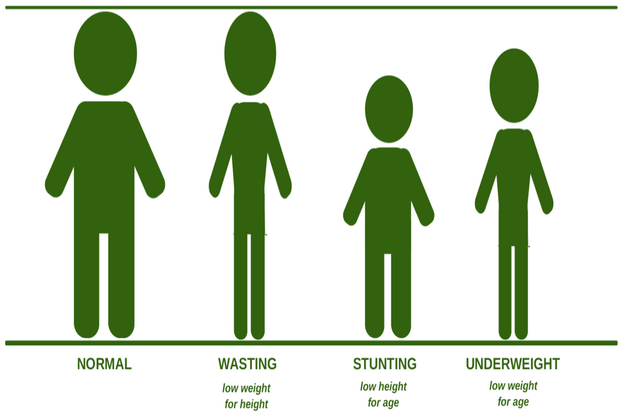 NORMAL WASTING STUNTING UNDERWEIGHT
low weight low height low weight
for height for age for age